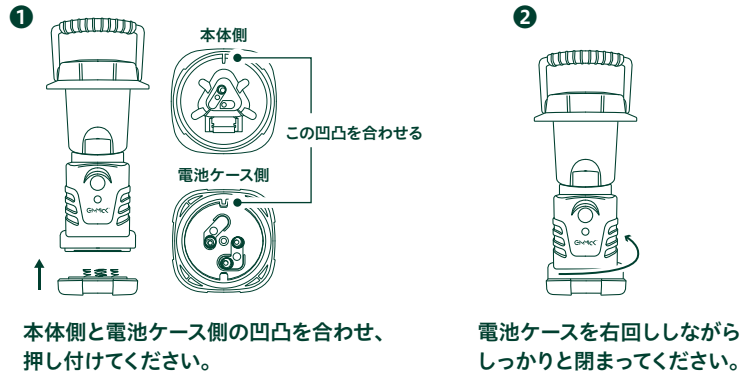 ❶
本体側
この凹凸を合わせる
電池ケース側
本体側と電池ケース側の凹凸を合わせ、
押し付けてください。
❷
電池ケースを右回ししながら
しっかりと閉まってください。